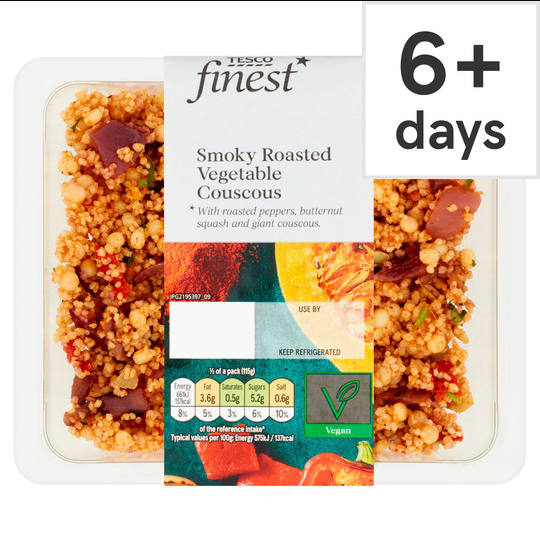 6+
days
TESCO
finest*
Smoky Roasted
Vegetable
Couscous
*With roasted peppers, butternut
squash and giant couscous.
JPG2195397_09
USE BY
KEEP REFRIGERATED
½ of a pack (115g)
Energy Fat Saturates Sugars Salt
661kJ 3.6g 0.5g 5.2g 0.6g
157kcal
8% 5% 3% 6% 10%
of the reference intake*
Typical values per 100g: Energy 575kJ / 137kcal
V
Vegan